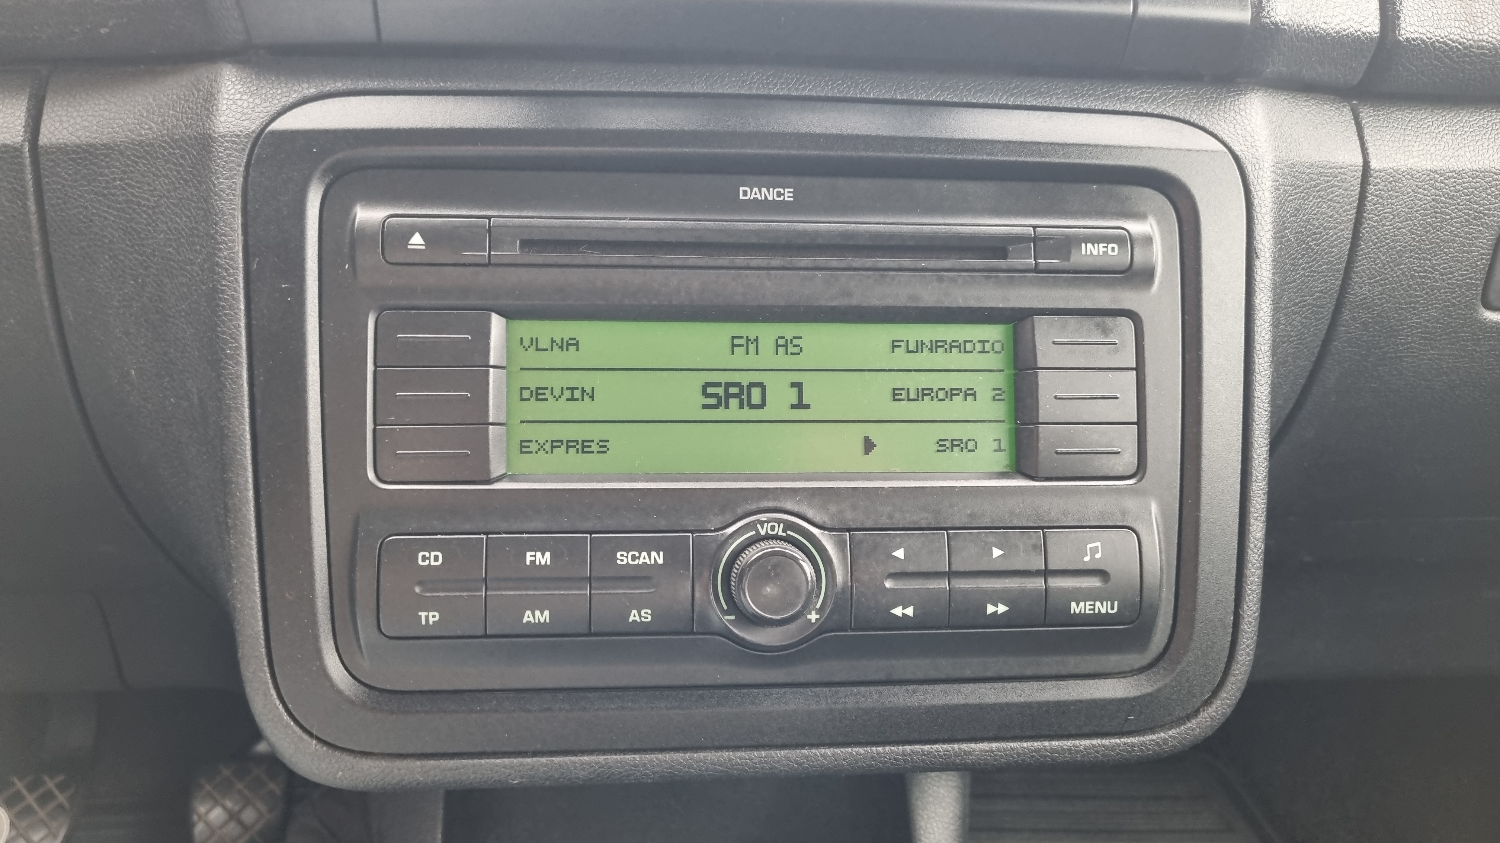 DANCE
INFO
VLNA FM AS FUNRADIO
DEVIN SRO 1 EUROPA 2
EXPRES SRO 1
VOL
CD FM SCAN
TP AM AS - + MENU